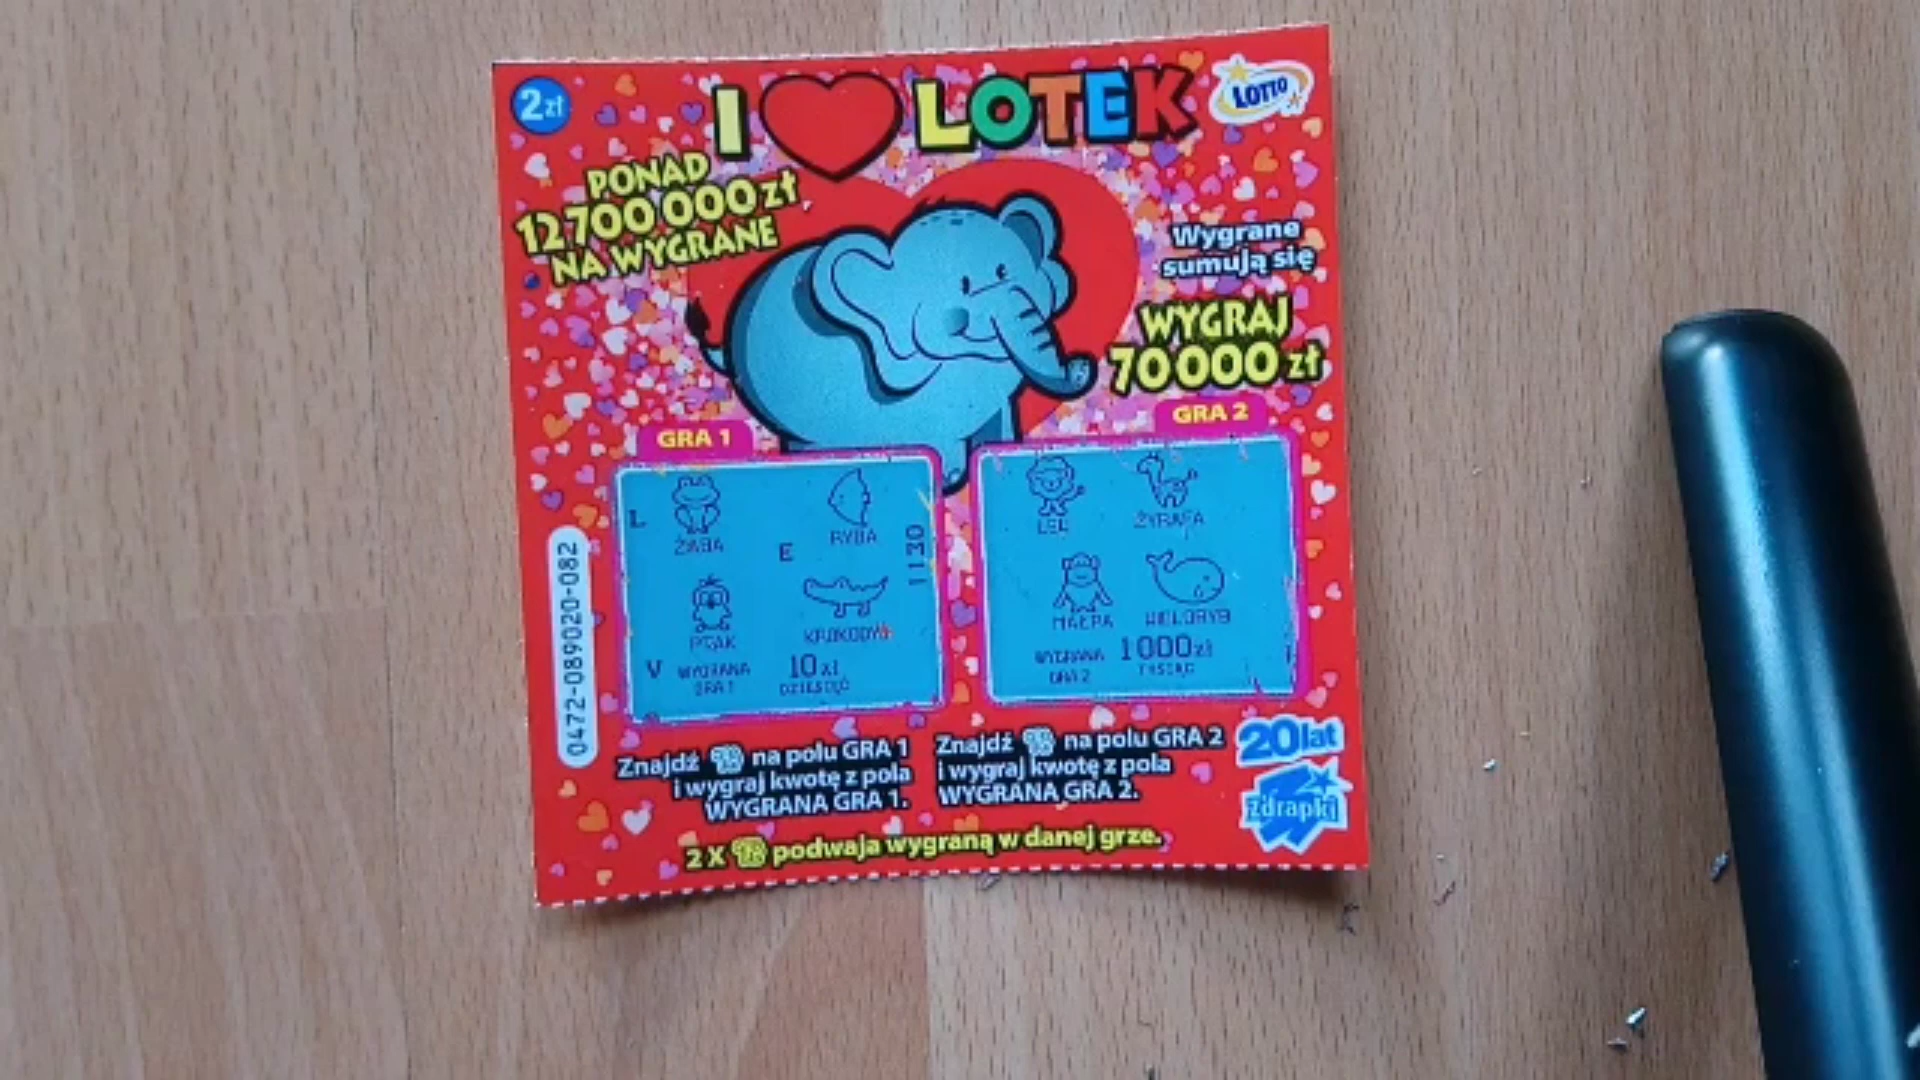 2 zł
I LOTEK
LOTTO
PONAD
12 700 000 zł
NA WYGRANE
Wygrane
sumują się
WYGRAJ
70 000 zł
GRA 1
GRA 2
L
ŻABA
RYBA
E
1130
PTAK
KROKODYL
V WYGRANA 10 zł
GRA 1 DZIESIĘĆ
LEW
ŻYRAFA
MAŁPA WIELORYB
WYGRANA 1000 zł
GRA 2 TYSIĄC
0472-089020-082
Znajdź na polu GRA 1
i wygraj kwotę z pola
WYGRANA GRA 1.
Znajdź na polu GRA 2
i wygraj kwotę z pola
WYGRANA GRA 2.
20 lat
Zdrapki
2 X podwaja wygraną w danej grze.